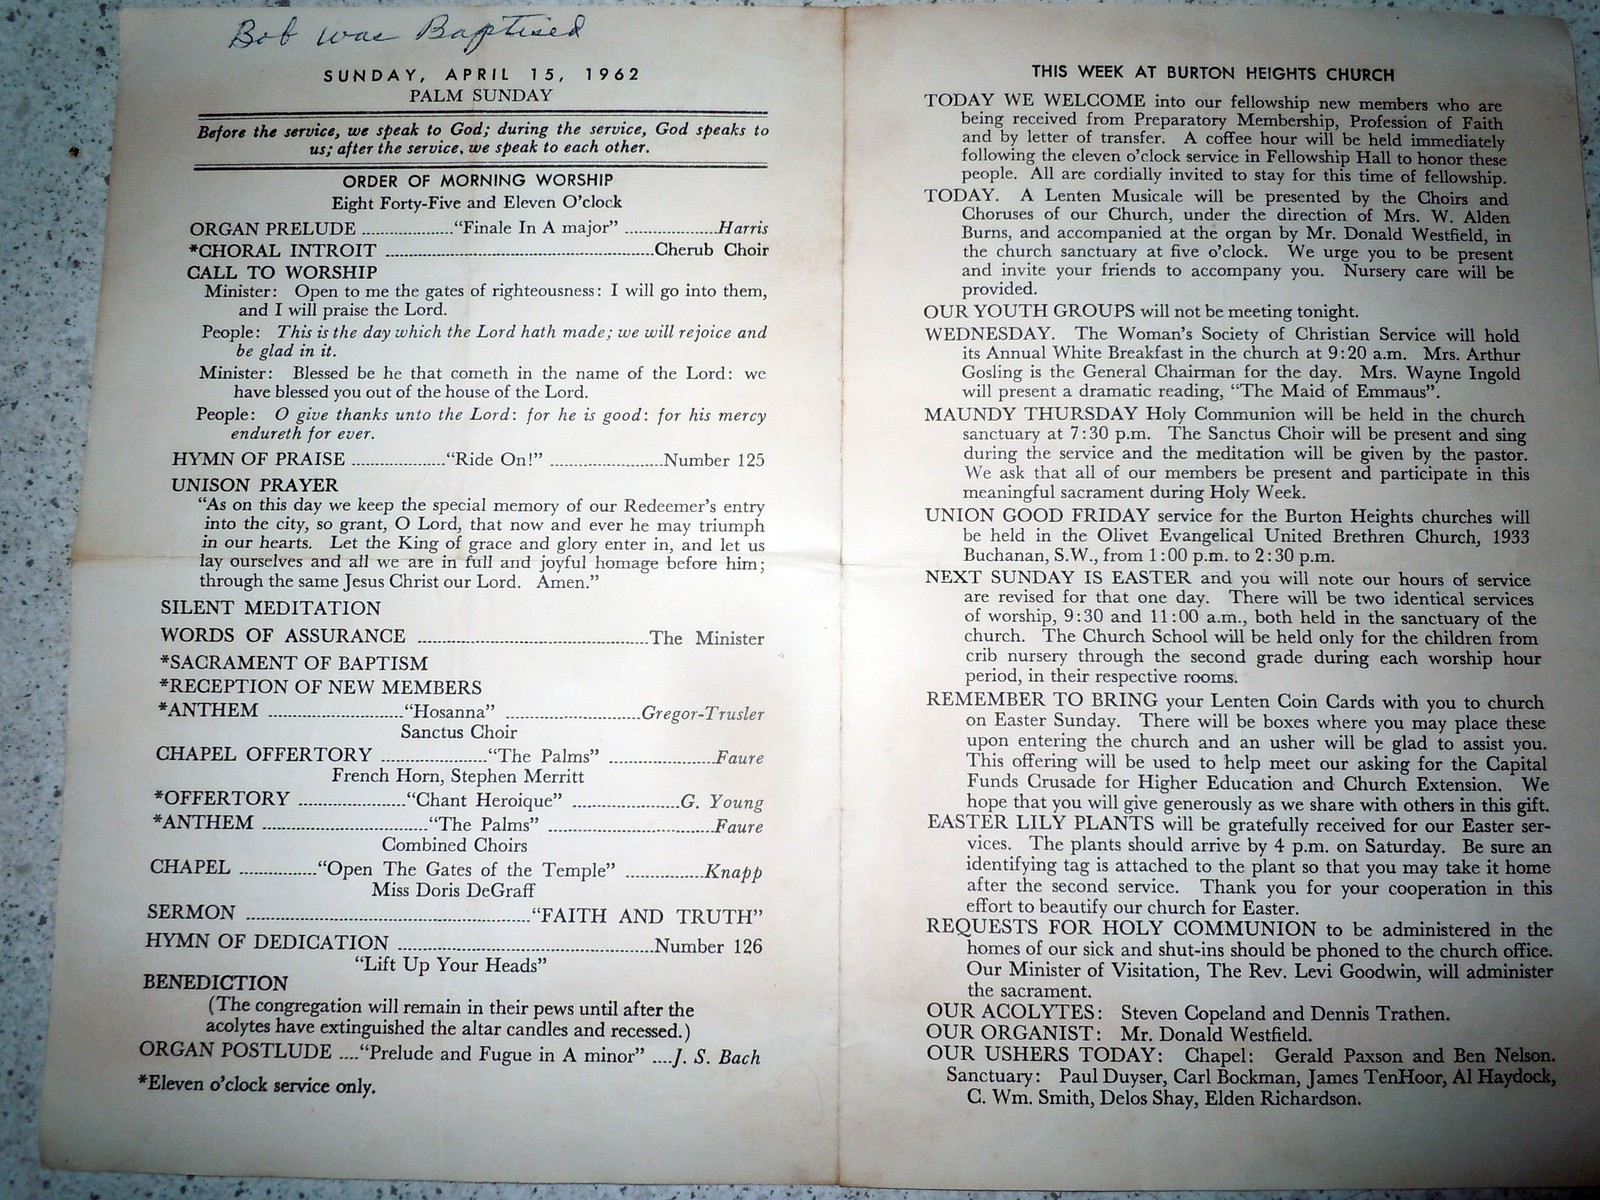 Bob was Baptised
SUNDAY, APRIL 15, 1962
PALM SUNDAY
Before the service, we speak to God; during the service, God speaks to
us; after the service, we speak to each other.
ORDER OF MORNING WORSHIP
Eight Forty-Five and Eleven O'clock
ORGAN PRELUDE ...................."Finale In A major" ....................Harris
*CHORAL INTROIT ....................Cherub Choir
CALL TO WORSHIP
Minister: Open to me the gates of righteousness: I will go into them,
and I will praise the Lord.
People: This is the day which the Lord hath made; we will rejoice and
be glad in it.
Minister: Blessed be he that cometh in the name of the Lord: we
have blessed you out of the house of the Lord.
People: O give thanks unto the Lord: for he is good: for his mercy
endureth for ever.
HYMN OF PRAISE ...................."Ride On!" ....................Number 125
UNISON PRAYER
"As on this day we keep the special memory of our Redeemer's entry
into the city, so grant, O Lord, that now and ever he may triumph
in our hearts. Let the King of grace and glory enter in, and let us
lay ourselves and all we are in full and joyful homage before him;
through the same Jesus Christ our Lord. Amen."
SILENT MEDITATION
WORDS OF ASSURANCE ....................The Minister
*SACRAMENT OF BAPTISM
*RECEPTION OF NEW MEMBERS
*ANTHEM ...................."Hosanna" ....................Gregor-Trusler
Sanctus Choir
CHAPEL OFFERTORY ...................."The Palms" ....................Faure
French Horn, Stephen Merritt
*OFFERTORY ...................."Chant Heroique" ....................G. Young
*ANTHEM ...................."The Palms" ....................Faure
Combined Choirs
CHAPEL ...................."Open The Gates of the Temple" ....................Knapp
Miss Doris DeGraff
SERMON ...................."FAITH AND TRUTH"
HYMN OF DEDICATION ....................Number 126
"Lift Up Your Heads"
BENEDICTION
(The congregation will remain in their pews until after the
acolytes have extinguished the altar candles and recessed.)
ORGAN POSTLUDE ...."Prelude and Fugue in A minor" ....J. S. Bach
*Eleven o'clock service only.
THIS WEEK AT BURTON HEIGHTS CHURCH
TODAY WE WELCOME into our fellowship new members who are
being received from Preparatory Membership, Profession of Faith
and by letter of transfer. A coffee hour will be held immediately
following the eleven o'clock service in Fellowship Hall to honor these
people. All are cordially invited to stay for this time of fellowship.
TODAY. A Lenten Musicale will be presented by the Choirs and
Choruses of our Church, under the direction of Mrs. W. Alden
Burns, and accompanied at the organ by Mr. Donald Westfield, in
the church sanctuary at five o'clock. We urge you to be present
and invite your friends to accompany you. Nursery care will be
provided.
OUR YOUTH GROUPS will not be meeting tonight.
WEDNESDAY. The Woman's Society of Christian Service will hold
its Annual White Breakfast in the church at 9:20 a.m. Mrs. Arthur
Gosling is the General Chairman for the day. Mrs. Wayne Ingold
will present a dramatic reading, "The Maid of Emmaus".
MAUNDY THURSDAY Holy Communion will be held in the church
sanctuary at 7:30 p.m. The Sanctus Choir will be present and sing
during the service and the meditation will be given by the pastor.
We ask that all of our members be present and participate in this
meaningful sacrament during Holy Week.
UNION GOOD FRIDAY service for the Burton Heights churches will
be held in the Olivet Evangelical United Brethren Church, 1933
Buchanan, S.W., from 1:00 p.m. to 2:30 p.m.
NEXT SUNDAY IS EASTER and you will note our hours of service
are revised for that one day. There will be two identical services
of worship, 9:30 and 11:00 a.m., both held in the sanctuary of the
church. The Church School will be held only for the children from
crib nursery through the second grade during each worship hour
period, in their respective rooms.
REMEMBER TO BRING your Lenten Coin Cards with you to church
on Easter Sunday. There will be boxes where you may place these
upon entering the church and an usher will be glad to assist you.
This offering will be used to help meet our asking for the Capital
Funds Crusade for Higher Education and Church Extension. We
hope that you will give generously as we share with others in this gift.
EASTER LILY PLANTS will be gratefully received for our Easter ser-
vices. The plants should arrive by 4 p.m. on Saturday. Be sure an
identifying tag is attached to the plant so that you may take it home
after the second service. Thank you for your cooperation in this
effort to beautify our church for Easter.
REQUESTS FOR HOLY COMMUNION to be administered in the
homes of our sick and shut-ins should be phoned to the church office.
Our Minister of Visitation, The Rev. Levi Goodwin, will administer
the sacrament.
OUR ACOLYTES: Steven Copeland and Dennis Trathen.
OUR ORGANIST: Mr. Donald Westfield.
OUR USHERS TODAY: Chapel: Gerald Paxson and Ben Nelson.
Sanctuary: Paul Duyser, Carl Bockman, James TenHoor, Al Haydock,
C. Wm. Smith, Delos Shay, Elden Richardson.